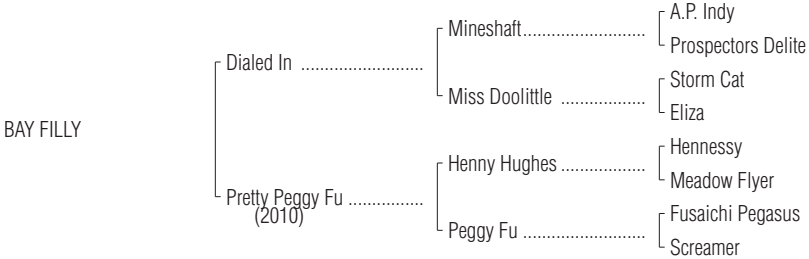 A.P. Indy
Mineshaft..........................
Prospectors Delite
Dialed In ..........................
Storm Cat
Miss Doolittle ..................
Eliza
BAY FILLY
Hennessy
Henny Hughes ..................
Meadow Flyer
Pretty Peggy Fu ................
(2010)
Fusaichi Pegasus
Peggy Fu ..........................
Screamer